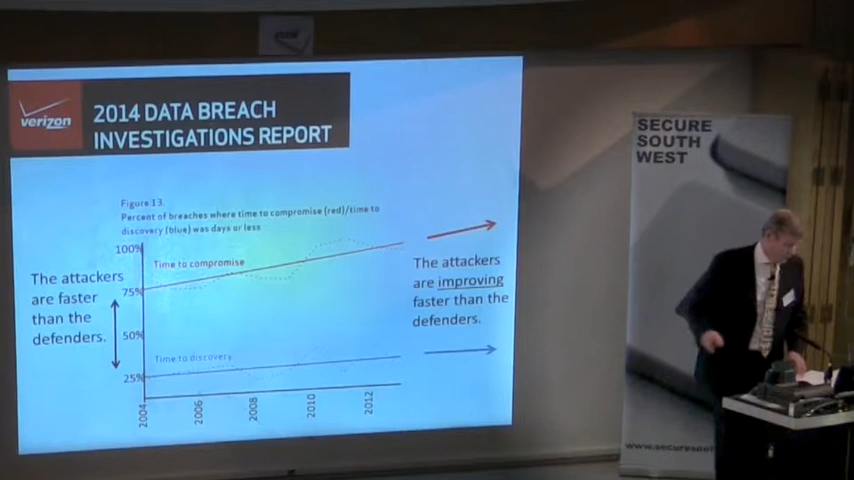 verizon
2014 DATA BREACH
INVESTIGATIONS REPORT
Figure 13.
Percent of breaches where time to compromise (red)/time to
discovery (blue) was days or less
100%
Time to compromise
75%
50%
Time to discovery
25%
2004
2006
2008
2010
2012
The attackers
are faster
than the
defenders.
The attackers
are improving
faster than the
defenders.
SECURE
SOUTH
WEST
www.securesout